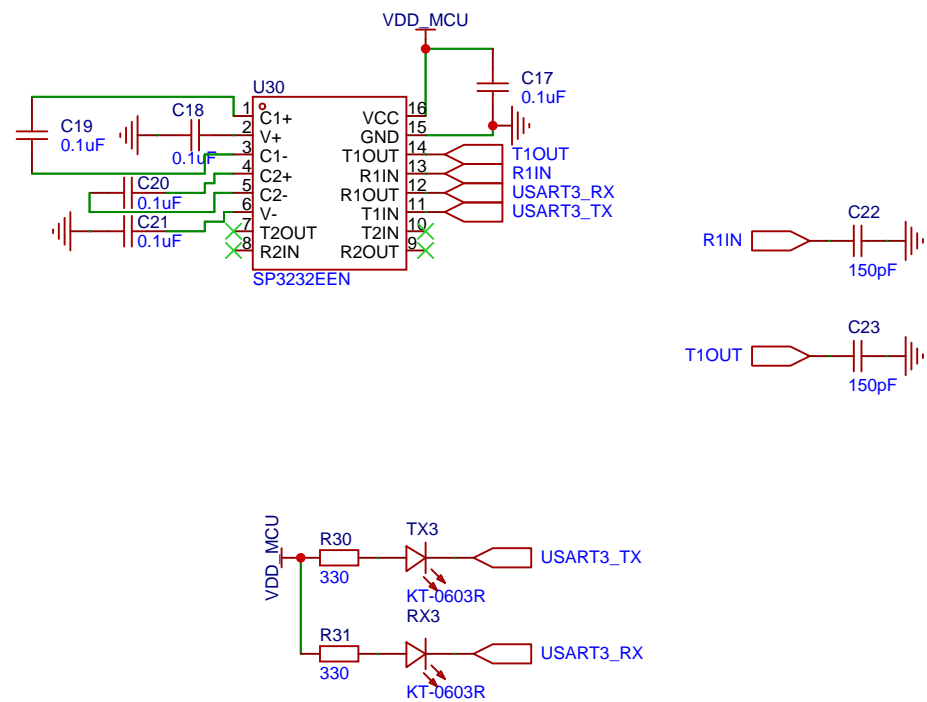 VDD_MCU
C17
0.1uF
U30
C19
0.1uF
C18
0.1uF
C20
0.1uF
C21
0.1uF
1 C1+ VCC 16
2 V+ GND 15
3 C1- T1OUT 14 T1OUT
4 C2+ R1IN 13 R1IN
5 C2- R1OUT 12 USART3_RX
6 V- T1IN 11 USART3_TX
7 T2OUT T2IN 10
8 R2IN R2OUT 9
SP3232EEN
C22
R1IN
150pF
C23
T1OUT
150pF
VDD_MCU
R30
330
TX3
KT-0603R
USART3_TX
R31
330
RX3
KT-0603R
USART3_RX